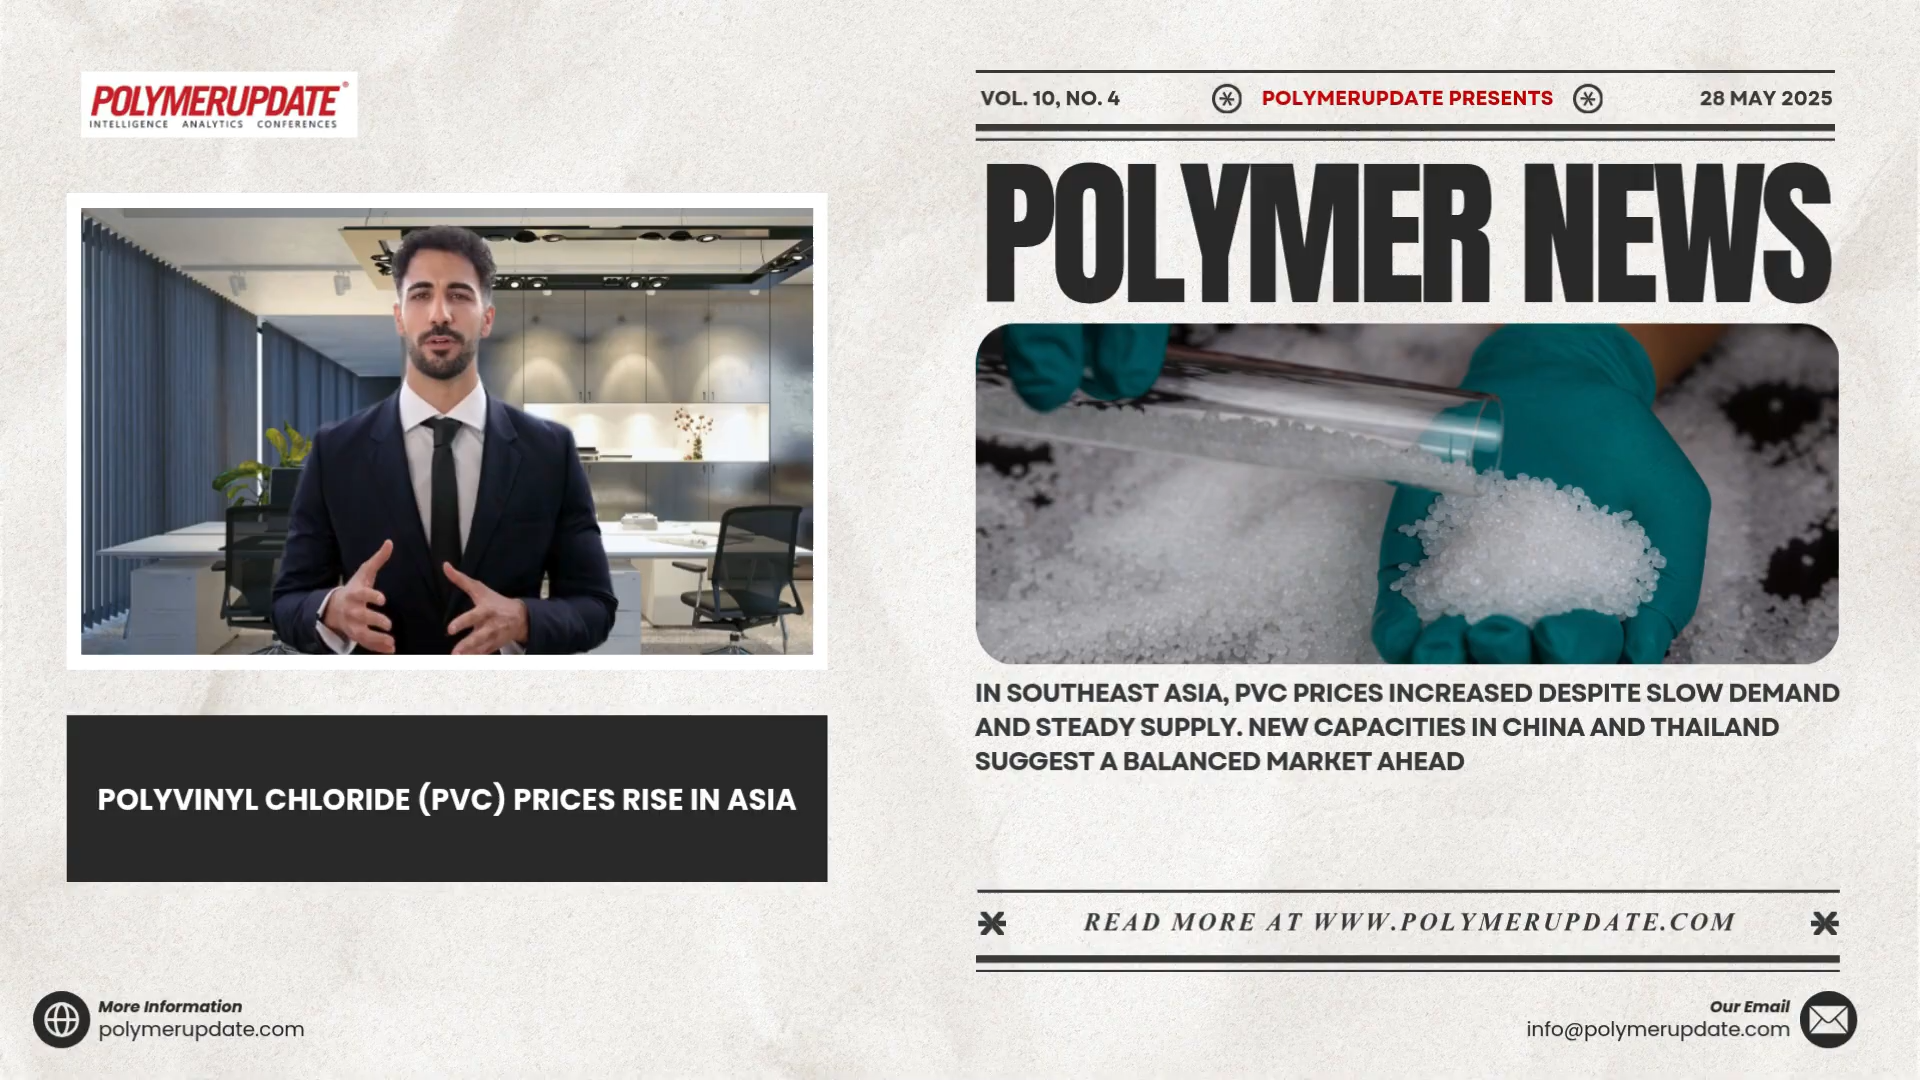 POLYMERUPDATE®
INTELLIGENCE ANALYTICS CONFERENCES
POLYVINYL CHLORIDE (PVC) PRICES RISE IN ASIA
More Information
polymerupdate.com
VOL. 10, NO. 4 POLYMERUPDATE PRESENTS 28 MAY 2025
POLYMER NEWS
IN SOUTHEAST ASIA, PVC PRICES INCREASED DESPITE SLOW DEMAND
AND STEADY SUPPLY. NEW CAPACITIES IN CHINA AND THAILAND
SUGGEST A BALANCED MARKET AHEAD
READ MORE AT WWW.POLYMERUPDATE.COM
Our Email
info@polymerupdate.com